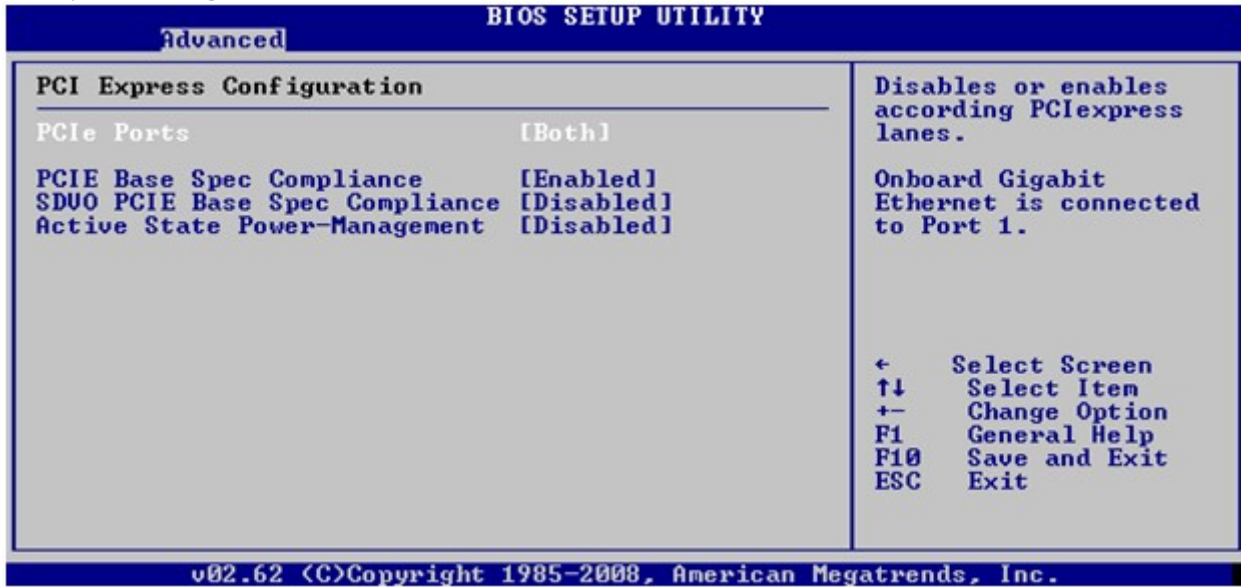 BIOS SETUP UTILITY
Advanced
PCI Express Configuration
PCIe Ports [Both]
PCIE Base Spec Compliance [Enabled]
SDVO PCIE Base Spec Compliance [Disabled]
Active State Power-Management [Disabled]
Disables or enables
according PCIexpress
lanes.
Onboard Gigabit
Ethernet is connected
to Port 1.
← Select Screen
↑↓ Select Item
+- Change Option
F1 General Help
F10 Save and Exit
ESC Exit
v02.62 (C)Copyright 1985-2008, American Megatrends, Inc.